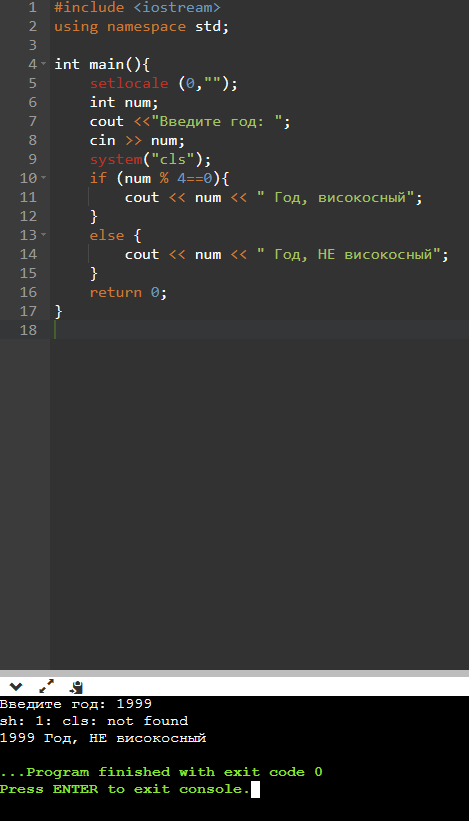 1 #include <iostream>
2 using namespace std;
3
4 int main(){
5     setlocale (0,"");
6     int num;
7     cout <<"Введите год: ";
8     cin >> num;
9     system("cls");
10     if (num % 4==0){
11         cout << num << " Год, високосный";
12     }
13     else {
14         cout << num << " Год, НЕ високосный";
15     }
16     return 0;
17 }
18
Введите год: 1999
sh: 1: cls: not found
1999 Год, НЕ високосный
...Program finished with exit code 0
Press ENTER to exit console.